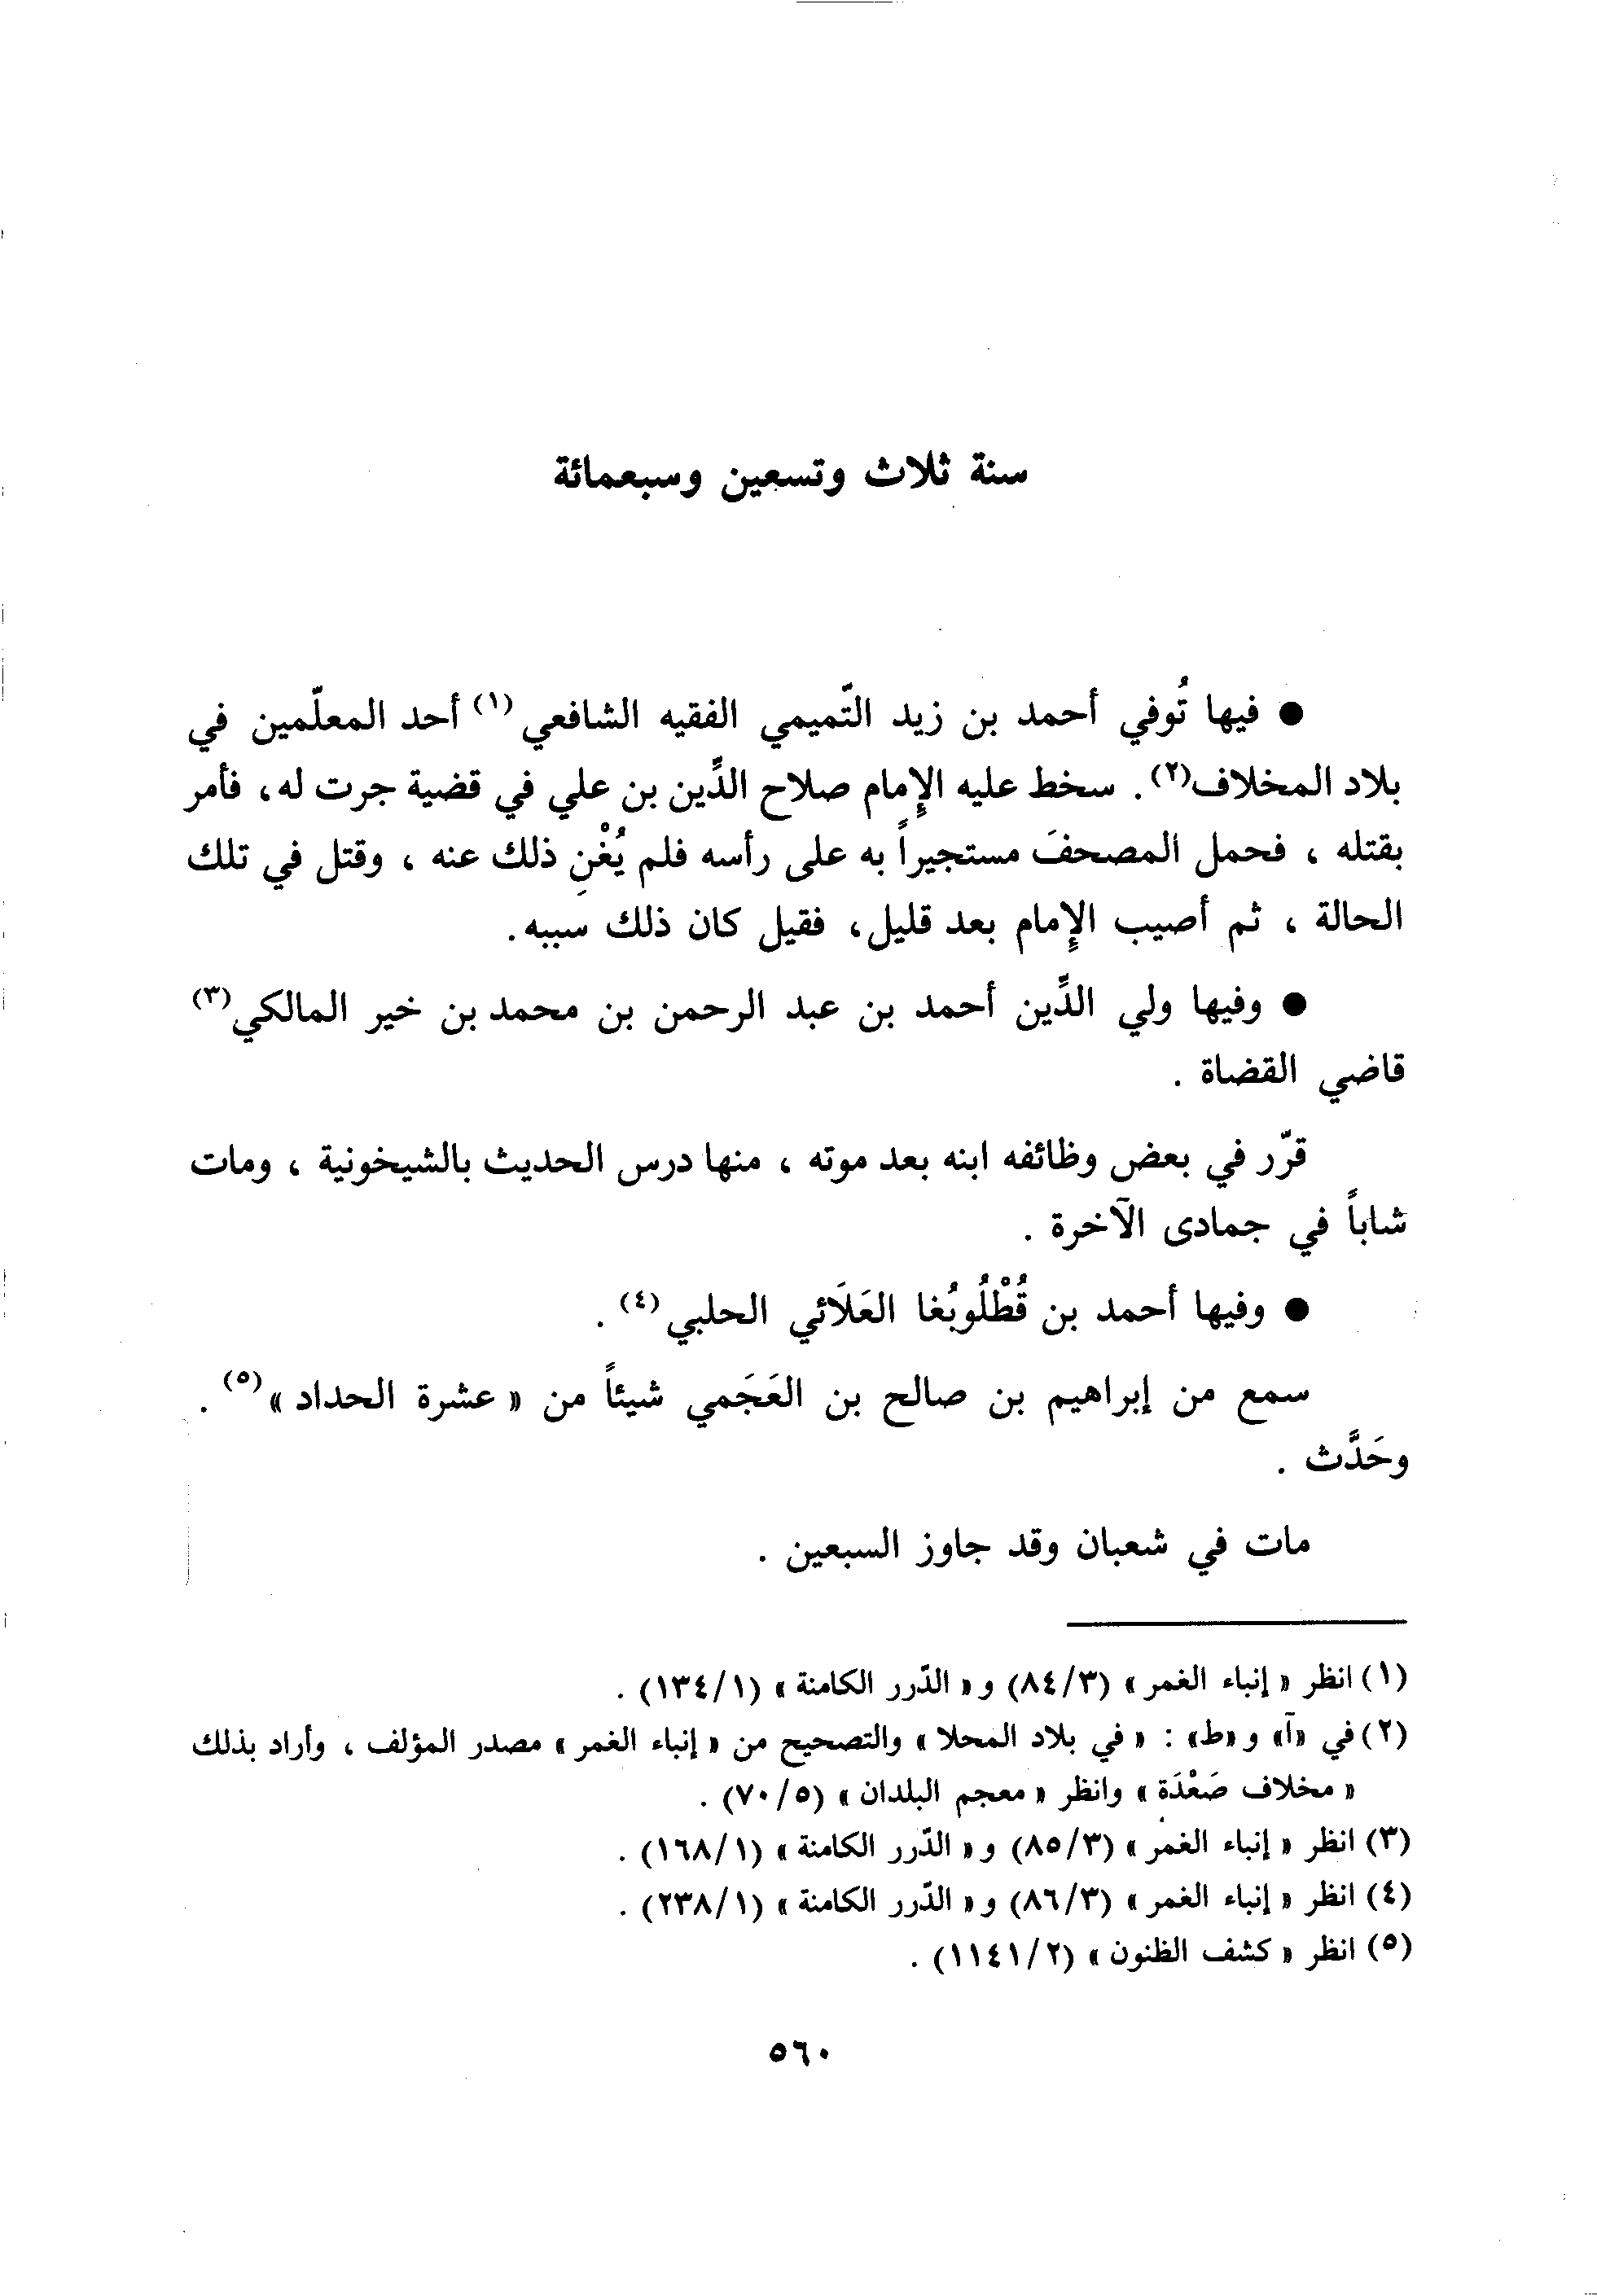 سنة ثلاث وتسعين وسبعمائة
● فيها تُوفي أحمد بن زيد التّميمي الفقيه الشافعي (١) أحد المعلّمين في
بلاد المخلاف(٢). سخط عليه الإمام صلاح الدِّين بن علي في قضية جرت له، فأمر
بقتله ، فحمل المصحفَ مستجيراً به على رأسه فلم يُغْنِ ذلك عنه ، وقتل في تلك
الحالة ، ثم أصيب الإمام بعد قليل، فقيل كان ذلك سببه.
● وفيها ولي الدِّين أحمد بن عبد الرحمن بن محمد بن خير المالكي(٣)
قاضي القضاة .
قرّر في بعض وظائفه ابنه بعد موته ، منها درس الحديث بالشيخونية ، ومات
شاباً في جمادى الآخرة .
● وفيها أحمد بن قُطْلُوبُغا العَلَائي الحلبي (٤) .
سمع من إبراهيم بن صالح بن العَجَمي شيئاً من « عشرة الحداد »(٥) .
وحَدَّث .
مات في شعبان وقد جاوز السبعين .
(١) انظر « إنباء الغمر » (٨٤/٣) و « الدّرر الكامنة » (١٣٤/١) .
(٢) في «آ» و «ط» : « في بلاد المحلا » والتصحيح من « إنباء الغمر » مصدر المؤلف ، وأراد بذلك
« مخلاف صَعْدَة » وانظر « معجم البلدان » (٧٠/٥) .
(٣) انظر « إنباء الغمر » (٨٥/٣) و « الدّرر الكامنة » (١٦٨/١) .
(٤) انظر « إنباء الغمر » (٨٦/٣) و « الدّرر الكامنة » (٢٣٨/١) .
(٥) انظر « كشف الظنون » (١١٤١/٢) .
٥٦٠